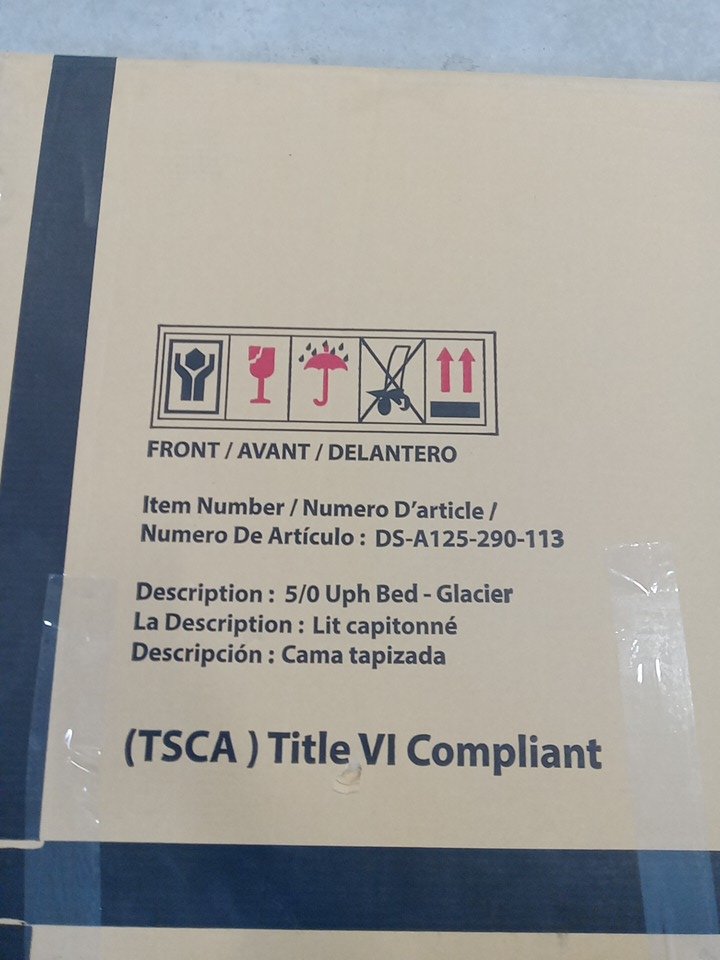 FRONT / AVANT / DELANTERO
Item Number / Numero D'article /
Numero De Artículo : DS-A125-290-113
Description : 5/0 Uph Bed - Glacier
La Description : Lit capitonné
Descripción : Cama tapizada
(TSCA ) Title VI Compliant